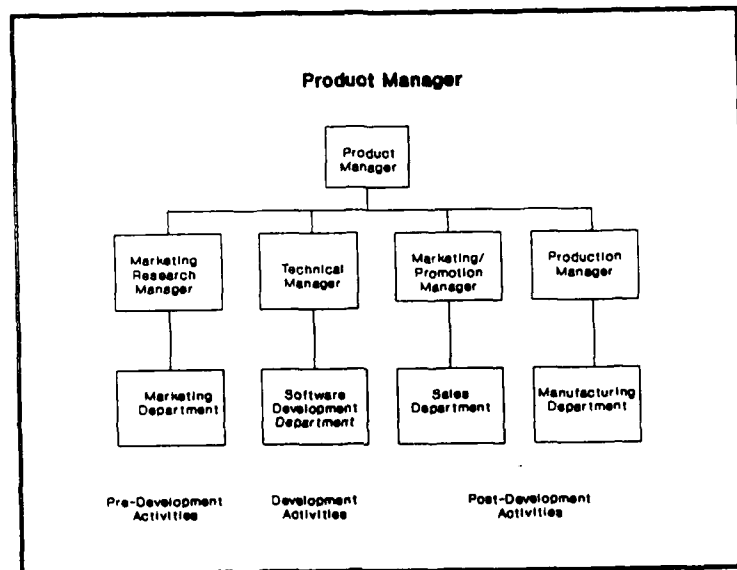 Product Manager
Product
Manager
Marketing
Research
Manager
Technical
Manager
Marketing/
Promotion
Manager
Production
Manager
Marketing
Department
Software
Development
Department
Sales
Department
Manufacturing
Department
Pre-Development
Activities
Development
Activities
Post-Development
Activities